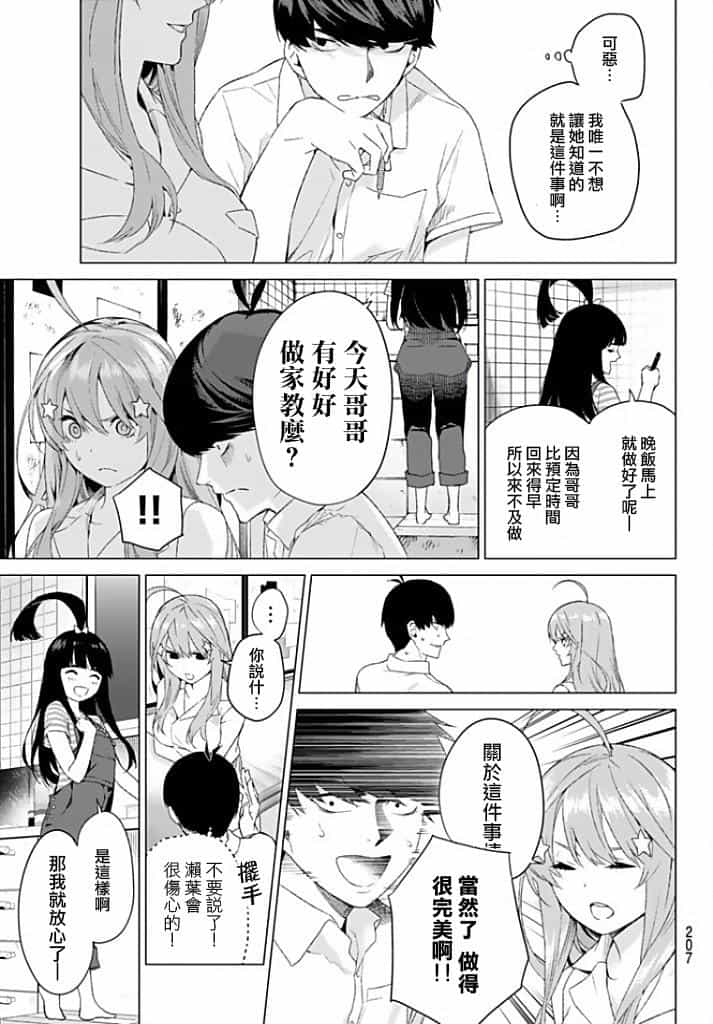 可惡…
我唯一不想
讓她知道的
就是這件事啊…
晚飯馬上
就做好了呢—
因為哥哥
比預定時間
回來得早
所以來不及做
今天哥哥
有好好
做家教麼？
!!
關於這件事情
當然了 做得
很完美啊!!
…
你說什…
擺手
不要說了！
瀨葉會
很傷心的！
是這樣啊
那我就放心了—
207